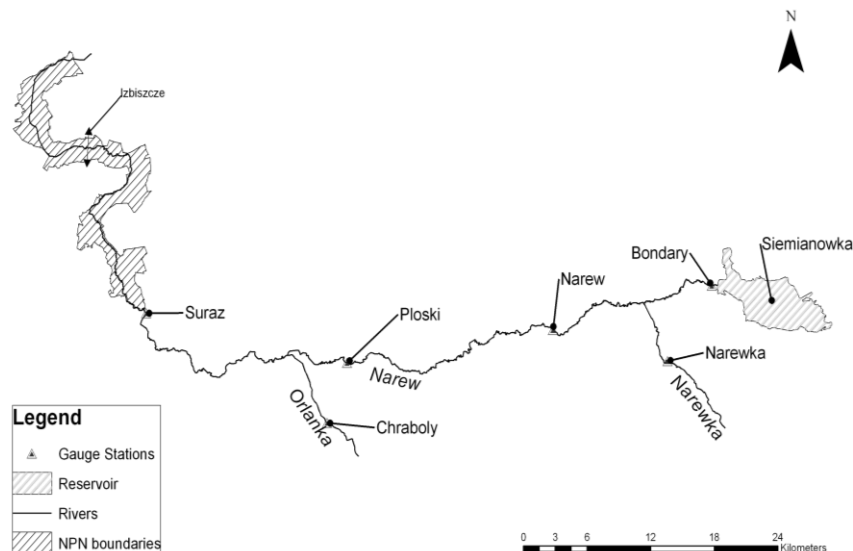 N
Izbiszcze
Siemianowka
Bondary
Narew
Suraz
Ploski
Narewka
Narew
Narewka
Orlanka
Chraboly
Legend
Gauge Stations
Reservoir
Rivers
NPN boundaries
0 3 6 12 18 24
Kilometers